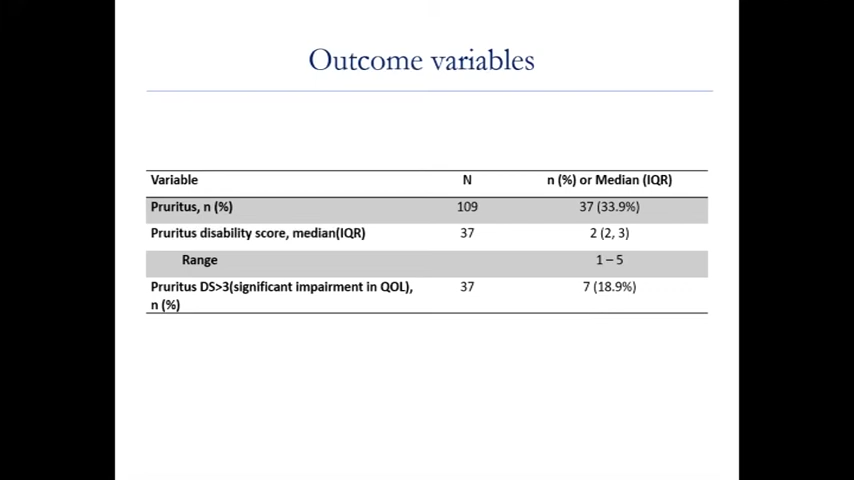 Outcome variables
Variable N n (%) or Median (IQR)
Pruritus, n (%) 109 37 (33.9%)
Pruritus disability score, median(IQR) 37 2 (2, 3)
Range 1 – 5
Pruritus DS>3(significant impairment in QOL), 37 7 (18.9%)
n (%)